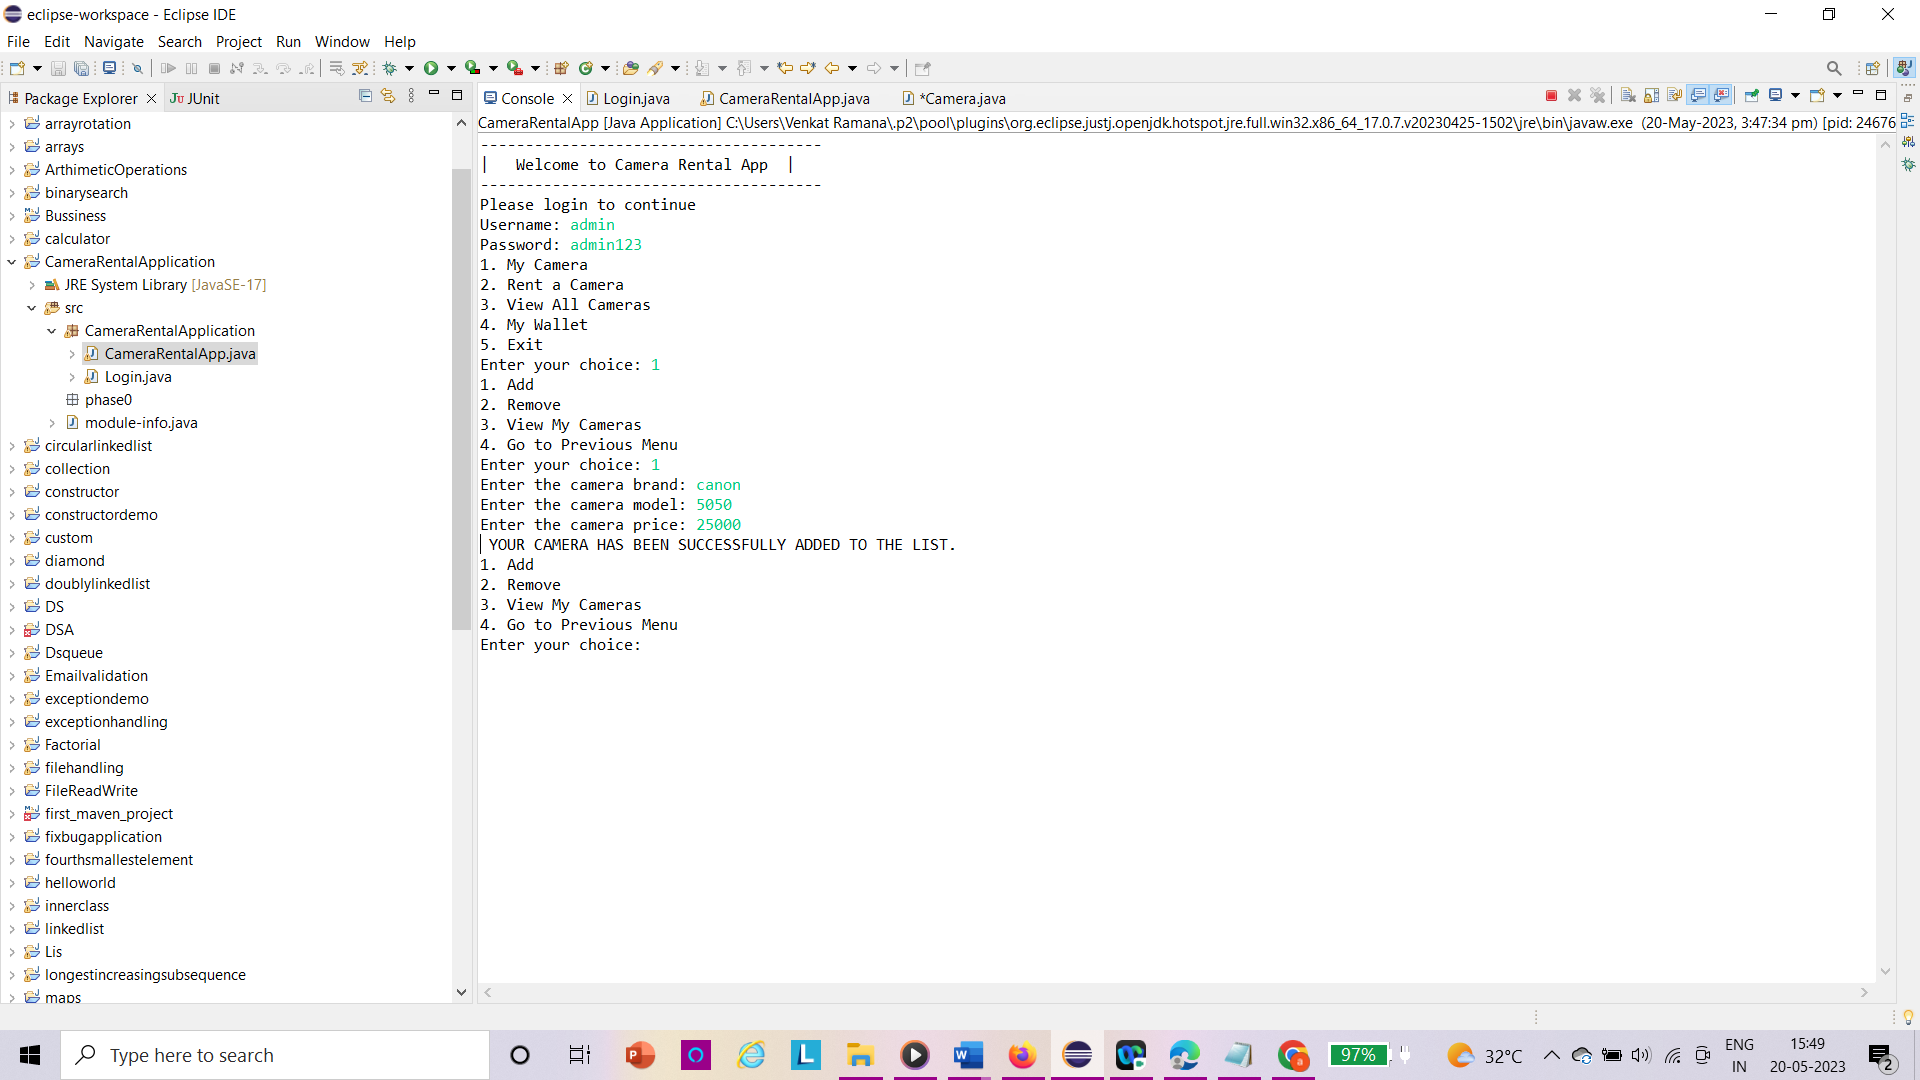 eclipse-workspace - Eclipse IDE
File Edit Navigate Search Project Run Window Help
Package Explorer
JUnit
arrayrotation
arrays
ArthimeticOperations
binarysearch
Bussiness
calculator
CameraRentalApplication
JRE System Library [JavaSE-17]
src
CameraRentalApplication
CameraRentalApp.java
Login.java
phase0
module-info.java
circularlinkedlist
collection
constructor
constructordemo
custom
diamond
doublylinkedlist
DS
DSA
Dsqueue
Emailvalidation
exceptiondemo
exceptionhandling
Factorial
filehandling
FileReadWrite
first_maven_project
fixbugapplication
fourthsmallestelement
helloworld
innerclass
linkedlist
Lis
longestincreasingsubsequence
maps
Console Login.java CameraRentalApp.java *Camera.java
CameraRentalApp [Java Application] C:\Users\Venkat Ramana\.p2\pool\plugins\org.eclipse.justj.openjdk.hotspot.jre.full.win32.x86_64_17.0.7.v20230425-1502\jre\bin\javaw.exe (20-May-2023, 3:47:34 pm) [pid: 24676
--------------------------------------
| Welcome to Camera Rental App |
--------------------------------------
Please login to continue
Username: admin
Password: admin123
1. My Camera
2. Rent a Camera
3. View All Cameras
4. My Wallet
5. Exit
Enter your choice: 1
1. Add
2. Remove
3. View My Cameras
4. Go to Previous Menu
Enter your choice: 1
Enter the camera brand: canon
Enter the camera model: 5050
Enter the camera price: 25000
YOUR CAMERA HAS BEEN SUCCESSFULLY ADDED TO THE LIST.
1. Add
2. Remove
3. View My Cameras
4. Go to Previous Menu
Enter your choice:
Type here to search
97%
32°C
ENG
IN
15:49
20-05-2023
2